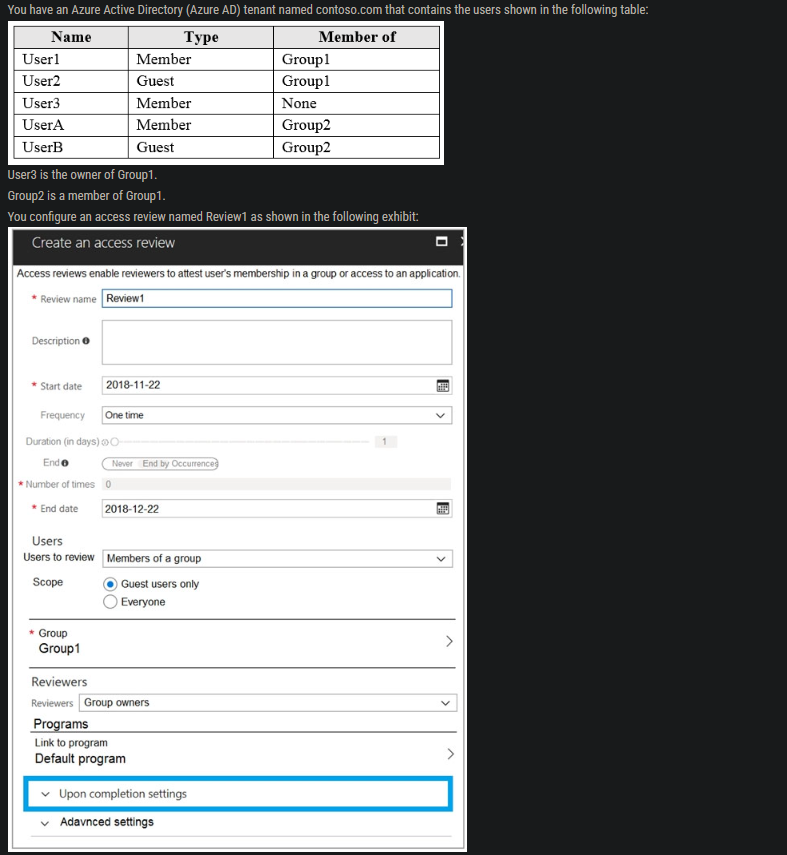 You have an Azure Active Directory (Azure AD) tenant named contoso.com that contains the users shown in the following table:
Name Type Member of
User1 Member Group1
User2 Guest Group1
User3 Member None
UserA Member Group2
UserB Guest Group2
User3 is the owner of Group1.
Group2 is a member of Group1.
You configure an access review named Review1 as shown in the following exhibit:
Create an access review
Access reviews enable reviewers to attest user's membership in a group or access to an application.
* Review name Review1
Description
* Start date 2018-11-22
Frequency One time
Duration (in days) 1
End Never End by Occurrences
* Number of times 0
* End date 2018-12-22
Users
Users to review Members of a group
Scope Guest users only
Everyone
* Group
Group1
Reviewers
Reviewers Group owners
Programs
Link to program
Default program
Upon completion settings
Adavnced settings